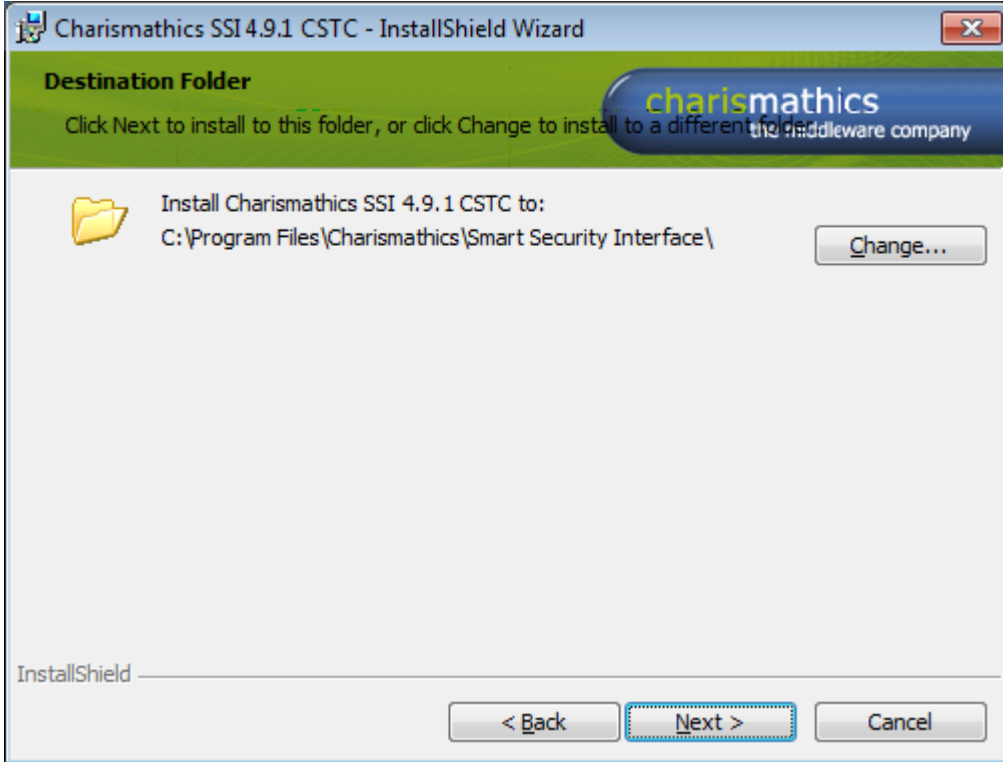 Charismathics SSI 4.9.1 CSTC - InstallShield Wizard
Destination Folder
charismathics
the middleware company
Click Next to install to this folder, or click Change to install to a different folder.
Install Charismathics SSI 4.9.1 CSTC to:
C:\Program Files\Charismathics\Smart Security Interface\
Change...
InstallShield
< Back
Next >
Cancel